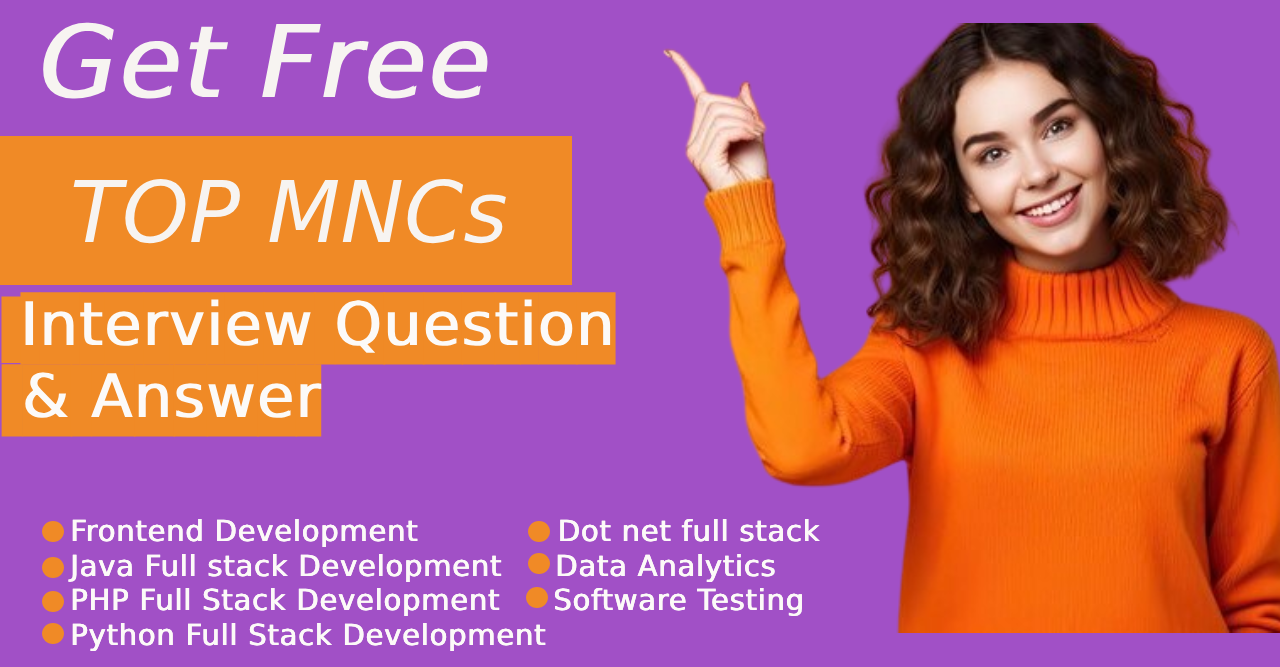 Get Free
TOP MNCs
Interview Question
& Answer
Frontend Development
Java Full stack Development
PHP Full Stack Development
Python Full Stack Development
Dot net full stack
Data Analytics
Software Testing